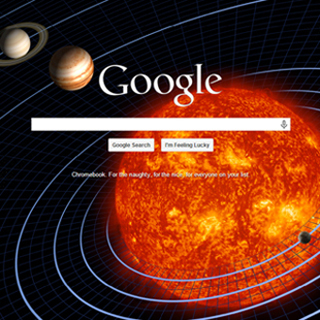 Google
Google Search I'm Feeling Lucky
Chromebook: For the naughty, for the nice, for everyone on your list.